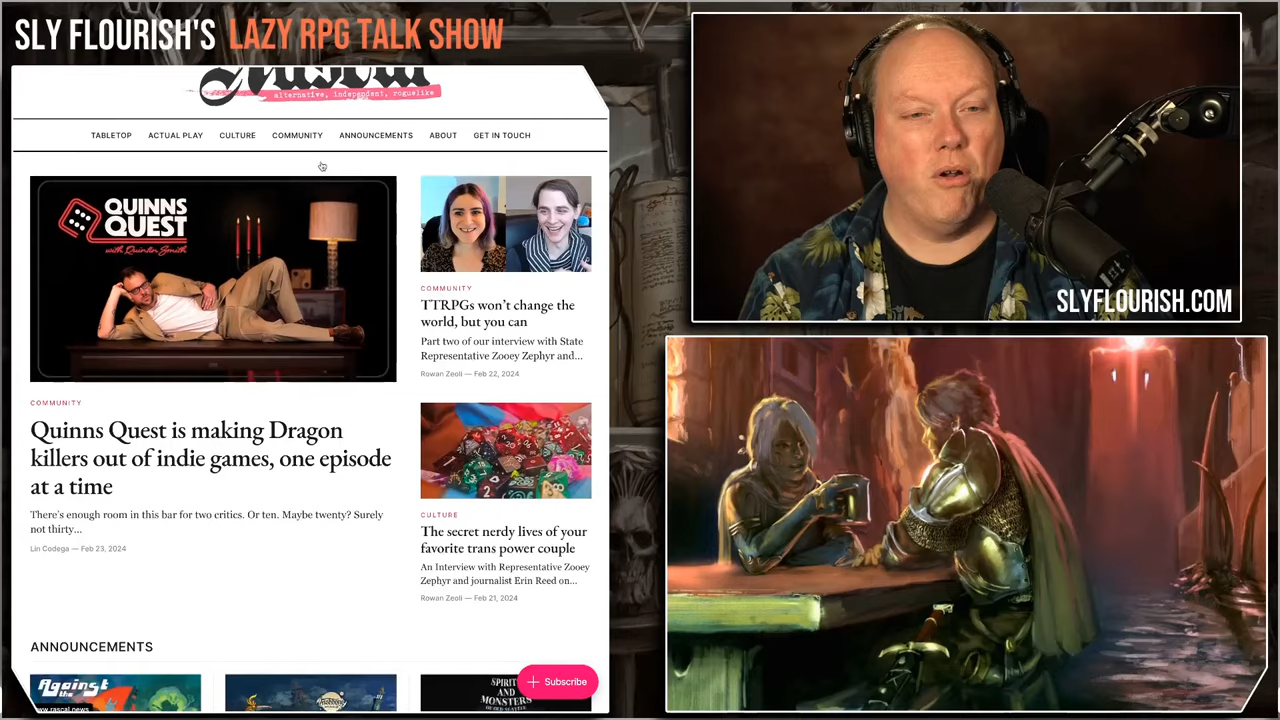 SLY FLOURISH'S LAZY RPG TALK SHOW
Rascal
alternative, independent, roguelike
TABLETOP ACTUAL PLAY CULTURE COMMUNITY ANNOUNCEMENTS ABOUT GET IN TOUCH
QUINNS
QUEST
with Quintin Smith
COMMUNITY
Quinns Quest is making Dragon
killers out of indie games, one episode
at a time
There's enough room in this bar for two critics. Or ten. Maybe twenty? Surely
not thirty...
Lin Codega — Feb 23, 2024
COMMUNITY
TTRPGs won't change the
world, but you can
Part two of our interview with State
Representative Zooey Zephyr and...
Rowan Zeoli — Feb 22, 2024
CULTURE
The secret nerdy lives of your
favorite trans power couple
An Interview with Representative Zooey
Zephyr and journalist Erin Reed on...
Rowan Zeoli — Feb 21, 2024
ANNOUNCEMENTS
Against
the
www.rascal.news
SPIRIT
AND
MONSTERS
Subscribe
SLYFLOURISH.COM